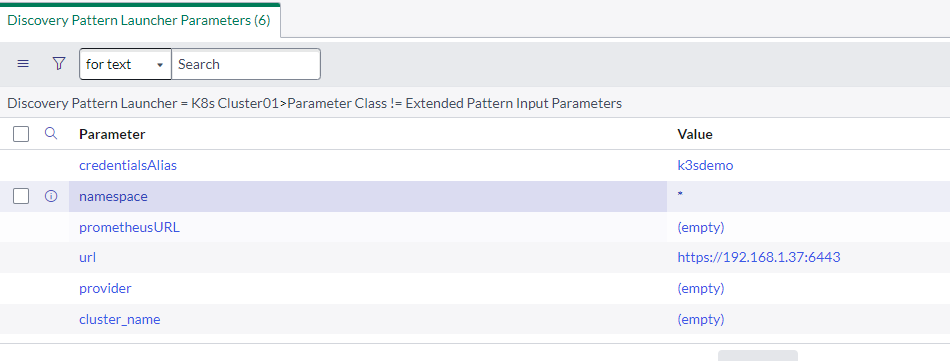 Discovery Pattern Launcher Parameters (6)
for text Search
Discovery Pattern Launcher = K8s Cluster01>Parameter Class != Extended Pattern Input Parameters
Parameter Value
credentialsAlias k3sdemo
namespace *
prometheusURL (empty)
url https://192.168.1.37:6443
provider (empty)
cluster_name (empty)